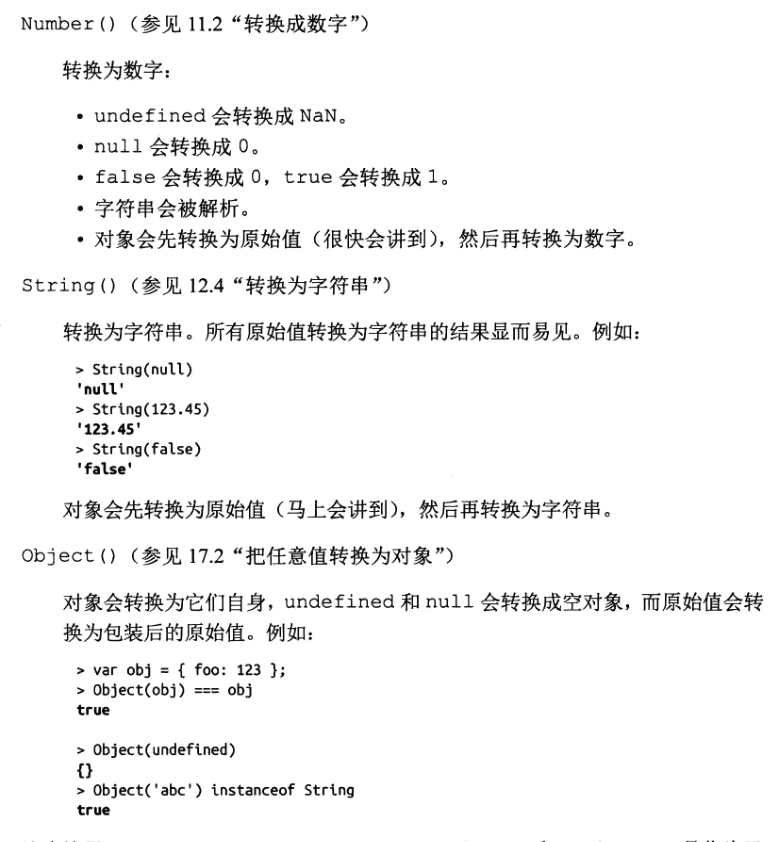 Number()（参见 11.2“转换成数字”）
转换为数字：
• undefined 会转换成 NaN。
• null 会转换成 0。
• false 会转换成 0，true 会转换成 1。
• 字符串会被解析。
• 对象会先转换为原始值（很快会讲到），然后再转换为数字。
String()（参见 12.4“转换为字符串”）
转换为字符串。所有原始值转换为字符串的结果显而易见。例如：
> String(null)
'null'
> String(123.45)
'123.45'
> String(false)
'false'
对象会先转换为原始值（马上会讲到），然后再转换为字符串。
Object()（参见 17.2“把任意值转换为对象”）
对象会转换为它们自身，undefined 和 null 会转换成空对象，而原始值会转
换为包装后的原始值。例如：
> var obj = { foo: 123 };
> Object(obj) === obj
true
> Object(undefined)
{}
> Object('abc') instanceof String
true